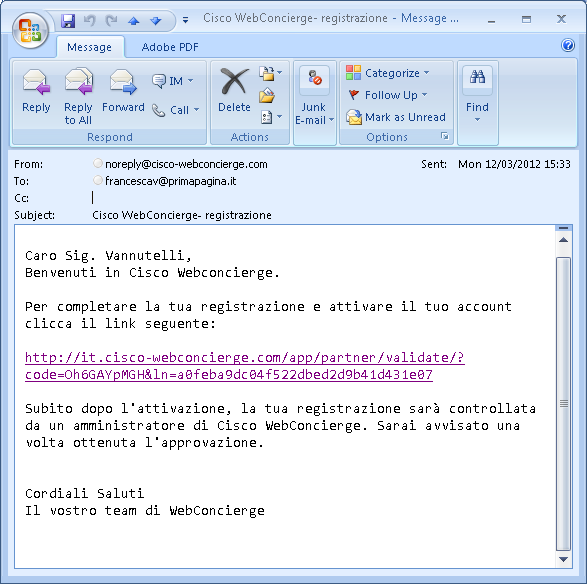 Cisco WebConcierge- registrazione - Message ...
Message Adobe PDF
Reply Reply to All Forward IM Call Delete Junk E-mail Categorize Follow Up Mark as Unread Find
Respond Actions Options
From: noreply@cisco-webconcierge.com Sent: Mon 12/03/2012 15:33
To: francescav@primapagina.it
Cc:
Subject: Cisco WebConcierge- registrazione
Caro Sig. Vannutelli,
Benvenuti in Cisco Webconcierge.
Per completare la tua registrazione e attivare il tuo account
clicca il link seguente:
http://it.cisco-webconcierge.com/app/partner/validate/?
code=Oh6GAYpMGH&ln=a0feba9dc04f522dbed2d9b41d431e07
Subito dopo l'attivazione, la tua registrazione sarà controllata
da un amministratore di Cisco WebConcierge. Sarai avvisato una
volta ottenuta l'approvazione.
Cordiali Saluti
Il vostro team di WebConcierge